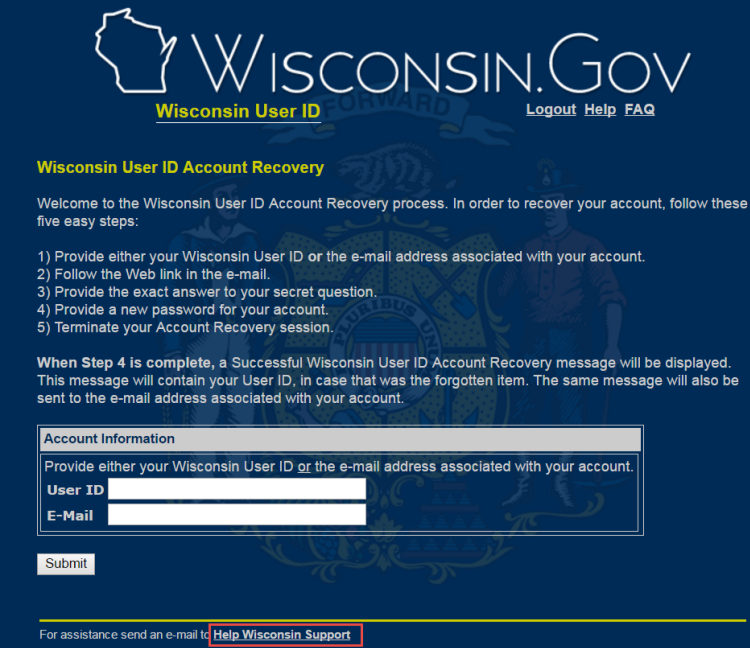 WISCONSIN.GOV
Wisconsin User ID
Logout Help FAQ
FORWARD
Wisconsin User ID Account Recovery
Welcome to the Wisconsin User ID Account Recovery process. In order to recover your account, follow these
five easy steps:
1) Provide either your Wisconsin User ID or the e-mail address associated with your account.
2) Follow the Web link in the e-mail.
3) Provide the exact answer to your secret question.
4) Provide a new password for your account.
5) Terminate your Account Recovery session.
When Step 4 is complete, a Successful Wisconsin User ID Account Recovery message will be displayed.
This message will contain your User ID, in case that was the forgotten item. The same message will also be
sent to the e-mail address associated with your account.
Account Information
Provide either your Wisconsin User ID or the e-mail address associated with your account.
User ID
E-Mail
Submit
For assistance send an e-mail to Help Wisconsin Support